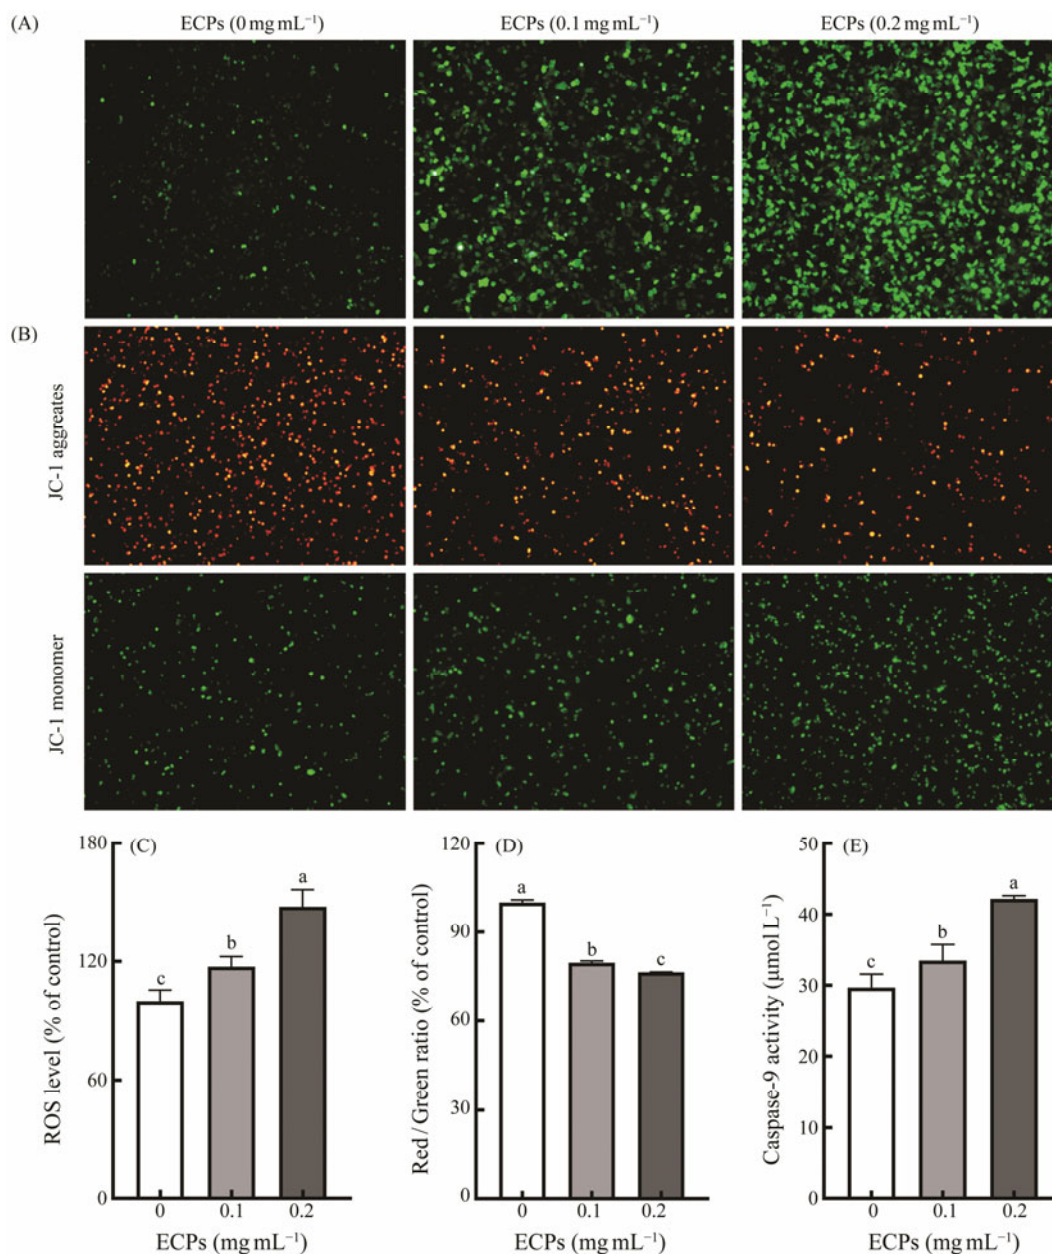 (A)
ECPs (0 mg mL⁻¹)
ECPs (0.1 mg mL⁻¹)
ECPs (0.2 mg mL⁻¹)
(B)
JC-1 aggreates
JC-1 monomer
(C)
ROS level (% of control)
180
120
60
0
c
b
a
0
0.1
0.2
ECPs (mg mL⁻¹)
(D)
Red / Green ratio (% of control)
120
90
60
30
0
a
b
c
0
0.1
0.2
ECPs (mg mL⁻¹)
(E)
Caspase-9 activity (μmol L⁻¹)
50
40
30
20
10
0
c
b
a
0
0.1
0.2
ECPs (mg mL⁻¹)